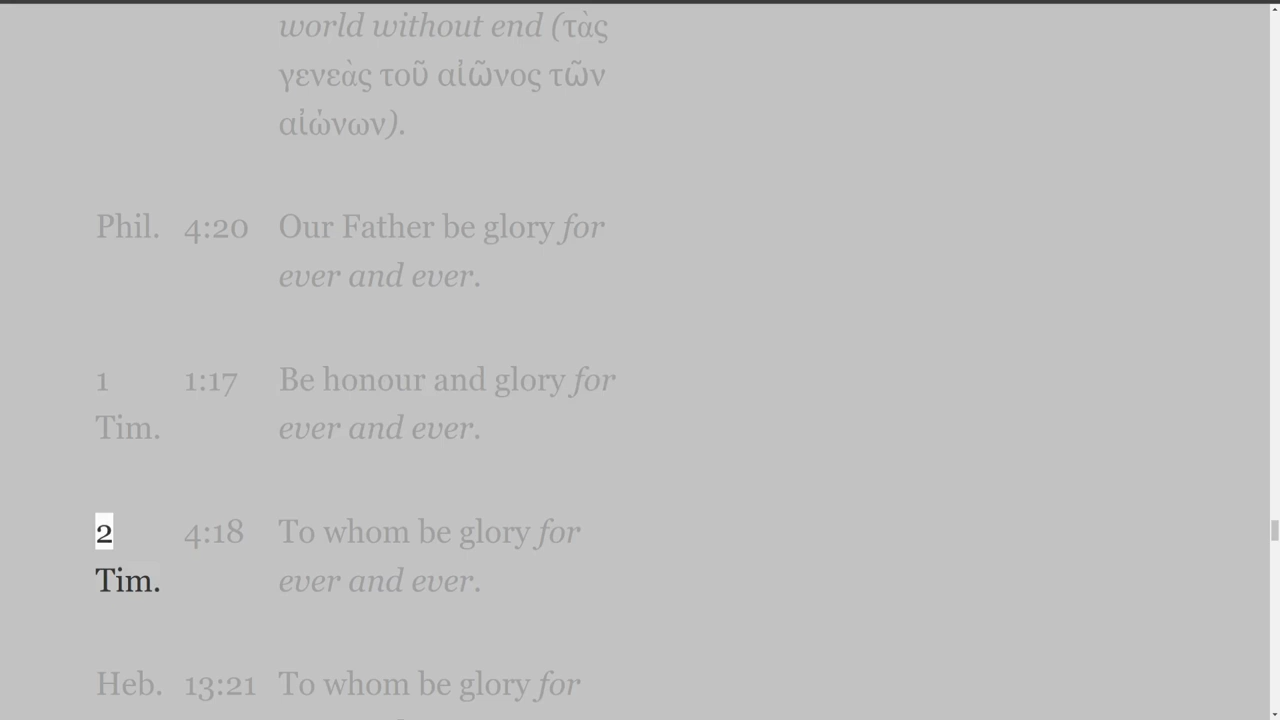 world without end (τὰς
γενεὰς τοῦ αἰῶνος τῶν
αἰώνων).
Phil. 4:20 Our Father be glory for
ever and ever.
1 1:17 Be honour and glory for
Tim. ever and ever.
2 4:18 To whom be glory for
Tim. ever and ever.
Heb. 13:21 To whom be glory for